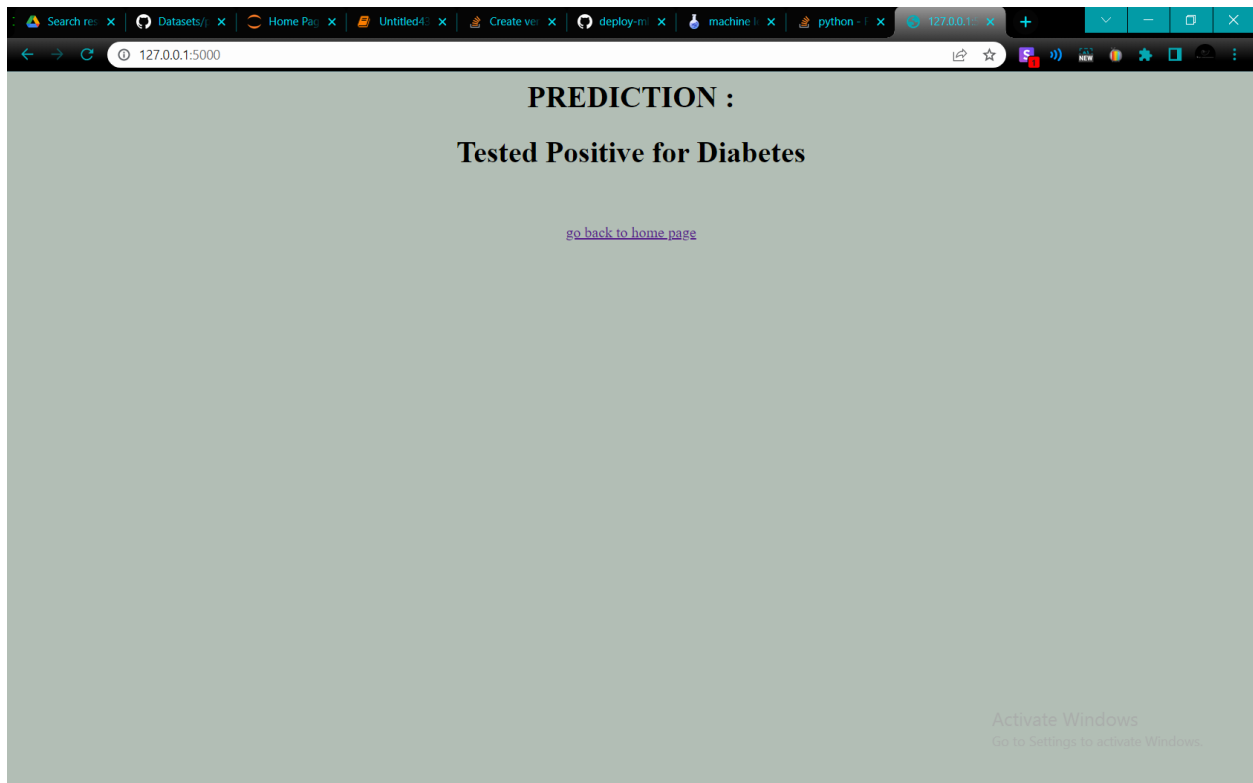 Search res
Datasets/p
Home Pag
Untitled43
Create ver
deploy-ml
machine l
python - F
127.0.0.1:5
127.0.0.1:5000
NEW
PREDICTION :
Tested Positive for Diabetes
go back to home page
Activate Windows
Go to Settings to activate Windows.